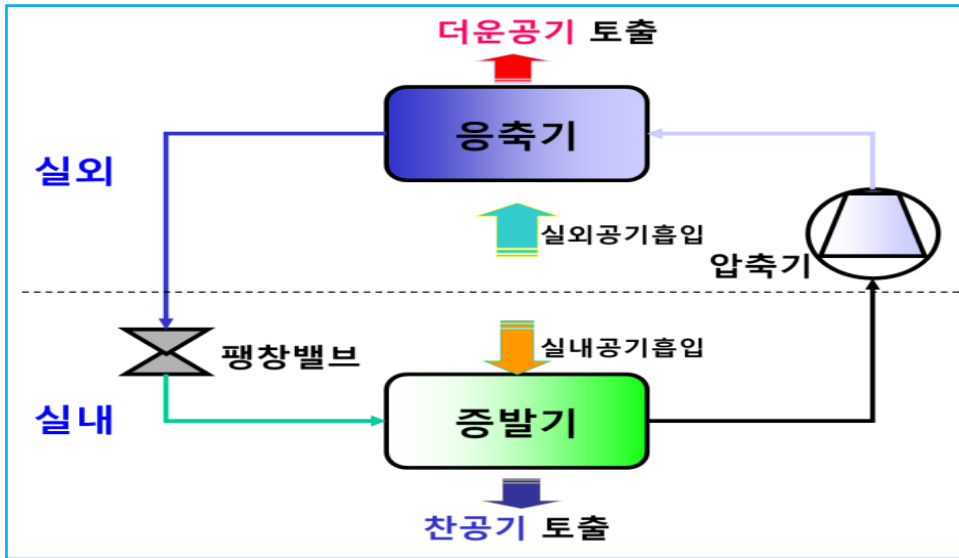 더운공기 토출
응축기
실외
실외공기흡입
압축기
팽창밸브
실내공기흡입
실내
증발기
찬공기 토출